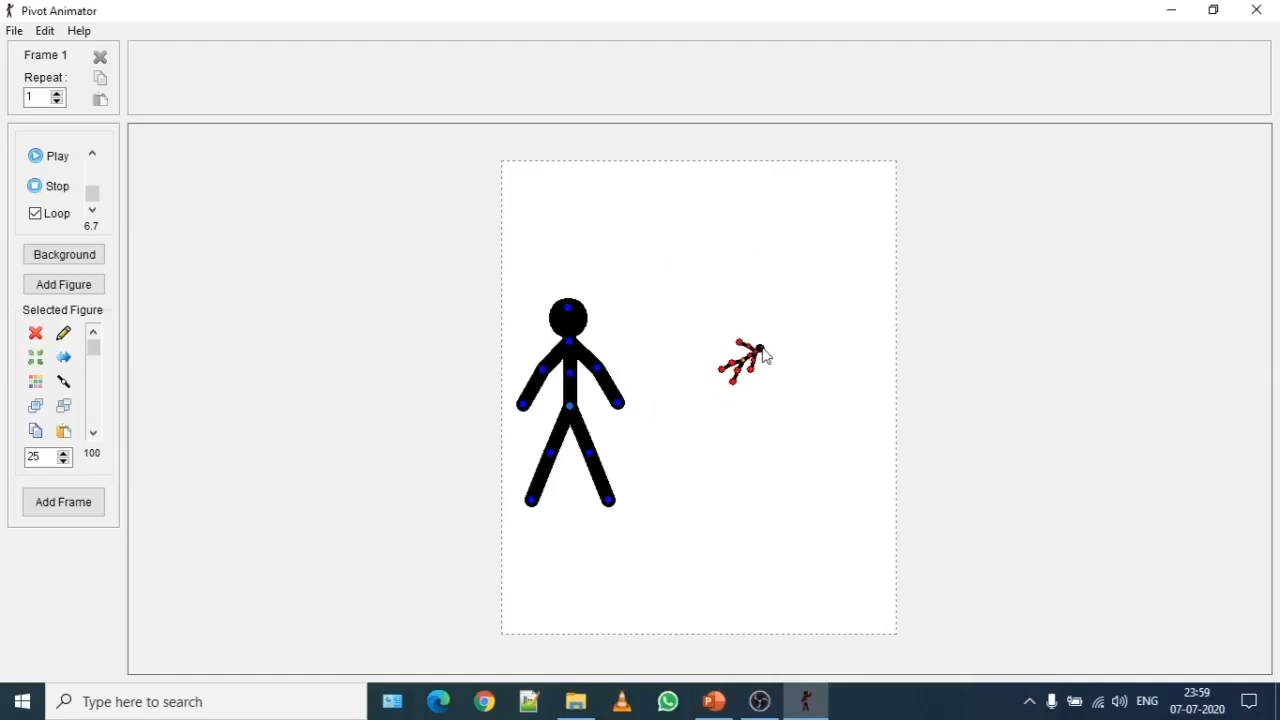 Pivot Animator
File Edit Help
Frame 1
Repeat:
1
Play
Stop
Loop
6.7
Background
Add Figure
Selected Figure
25
100
Add Frame
Type here to search
ENG
23:59
07-07-2020